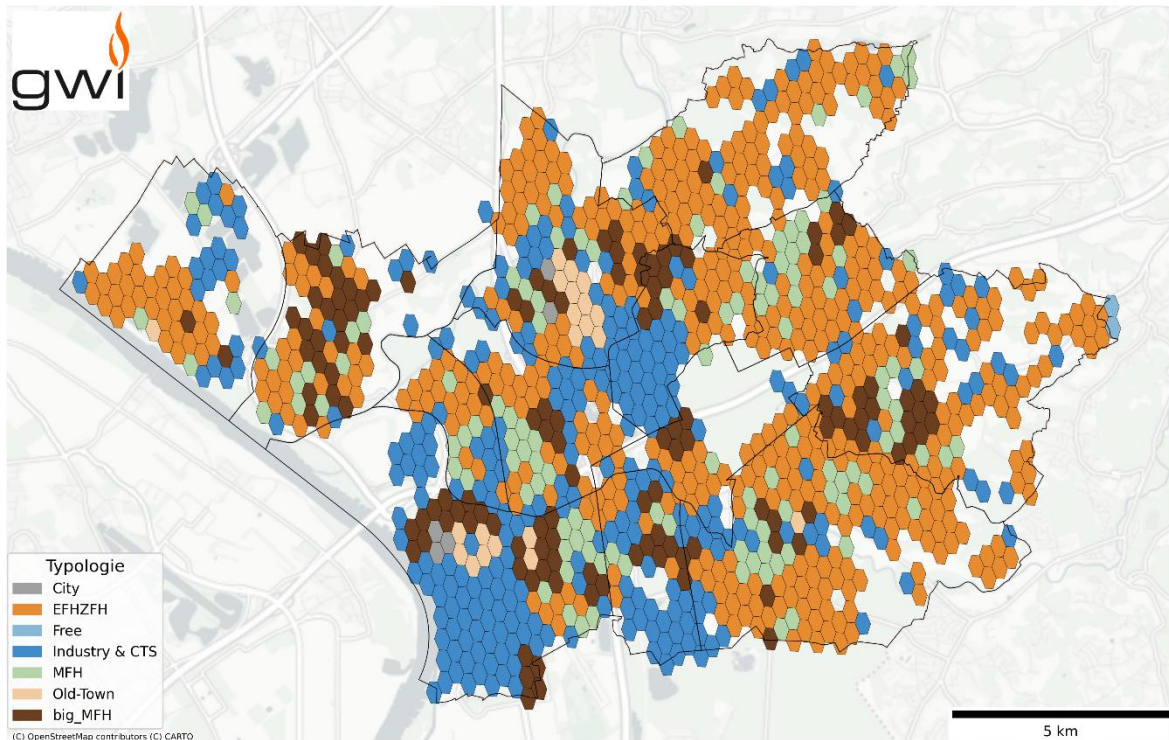 gwi
Typologie
City
EFHZFH
Free
Industry & CTS
MFH
Old-Town
big_MFH
(C) OpenStreetMap contributors (C) CARTO
5 km